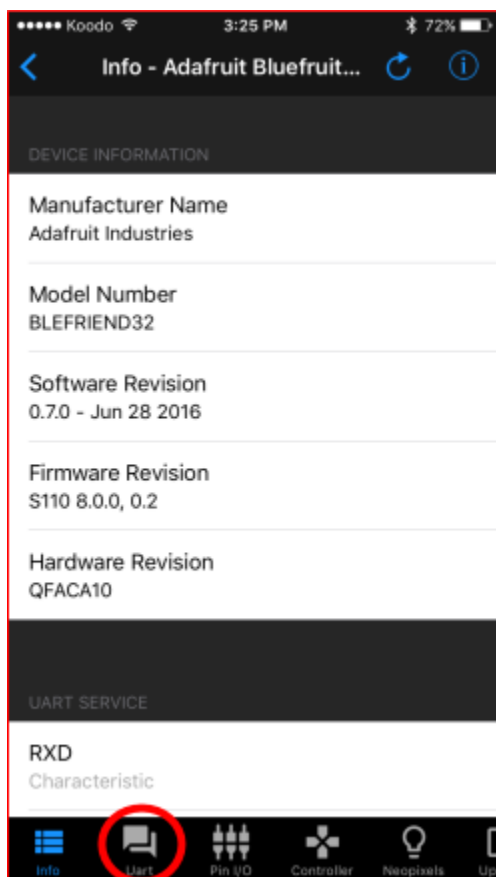 Koodo 3:25 PM 72%
Info - Adafruit Bluefruit...
DEVICE INFORMATION
Manufacturer Name
Adafruit Industries
Model Number
BLEFRIEND32
Software Revision
0.7.0 - Jun 28 2016
Firmware Revision
S110 8.0.0, 0.2
Hardware Revision
QFACA10
UART SERVICE
RXD
Characteristic
Info Uart Pin I/O Controller Neopixels Up